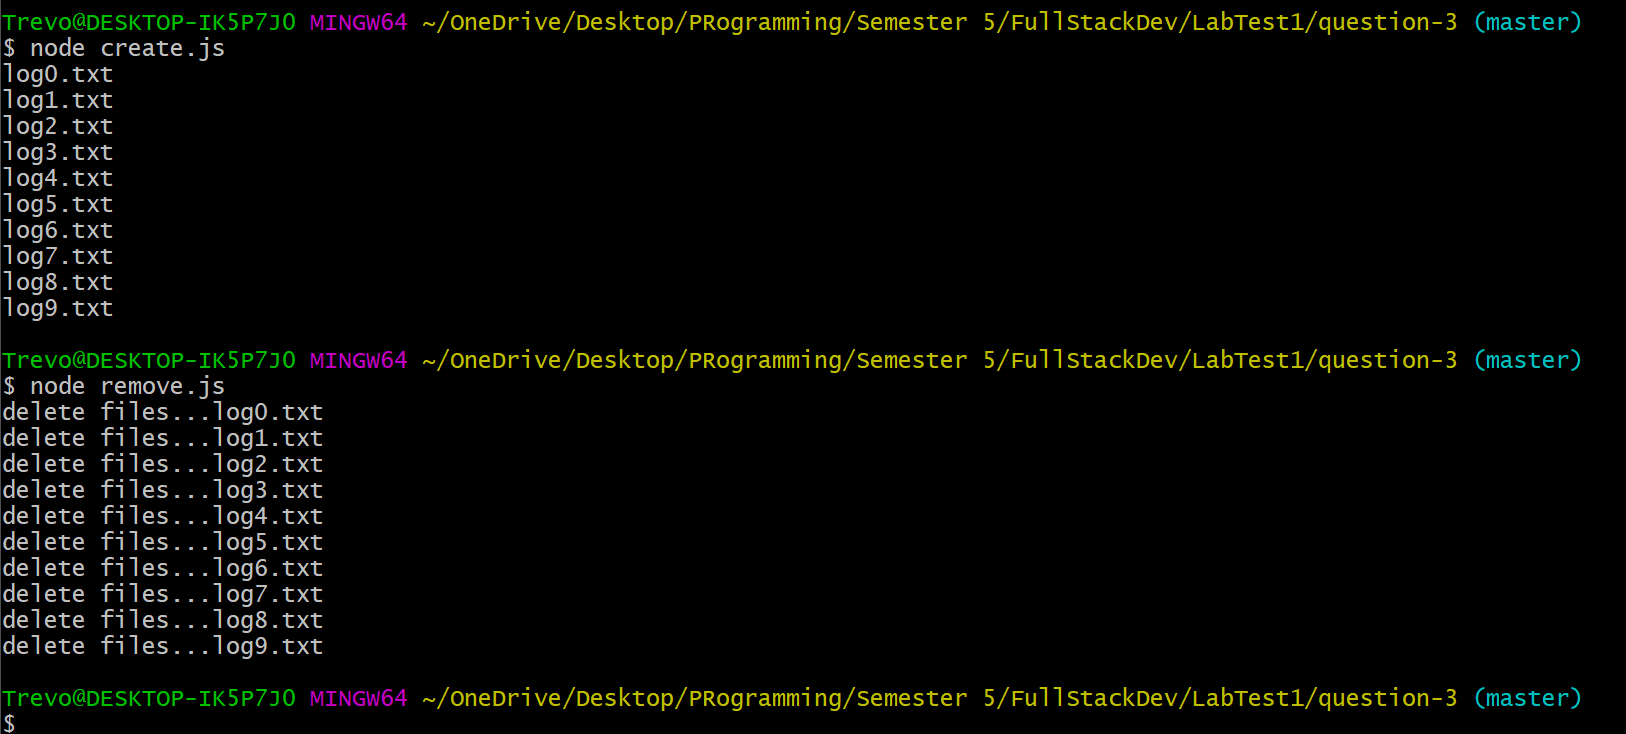 Trevo@DESKTOP-IK5P7JO MINGW64 ~/OneDrive/Desktop/PRogramming/Semester 5/FullStackDev/LabTest1/question-3 (master)
$ node create.js
log0.txt
log1.txt
log2.txt
log3.txt
log4.txt
log5.txt
log6.txt
log7.txt
log8.txt
log9.txt
Trevo@DESKTOP-IK5P7JO MINGW64 ~/OneDrive/Desktop/PRogramming/Semester 5/FullStackDev/LabTest1/question-3 (master)
$ node remove.js
delete files...log0.txt
delete files...log1.txt
delete files...log2.txt
delete files...log3.txt
delete files...log4.txt
delete files...log5.txt
delete files...log6.txt
delete files...log7.txt
delete files...log8.txt
delete files...log9.txt
Trevo@DESKTOP-IK5P7JO MINGW64 ~/OneDrive/Desktop/PRogramming/Semester 5/FullStackDev/LabTest1/question-3 (master)
$